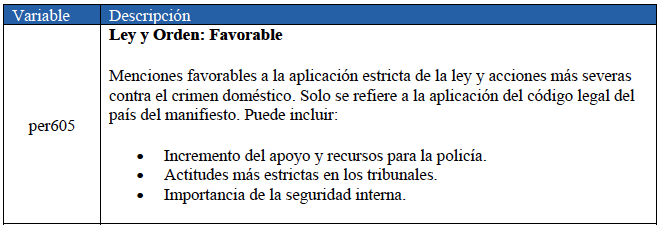 Variable Descripción
Ley y Orden: Favorable
Menciones favorables a la aplicación estricta de la ley y acciones más severas
contra el crimen doméstico. Solo se refiere a la aplicación del código legal del
país del manifiesto. Puede incluir:
per605
• Incremento del apoyo y recursos para la policía.
• Actitudes más estrictas en los tribunales.
• Importancia de la seguridad interna.